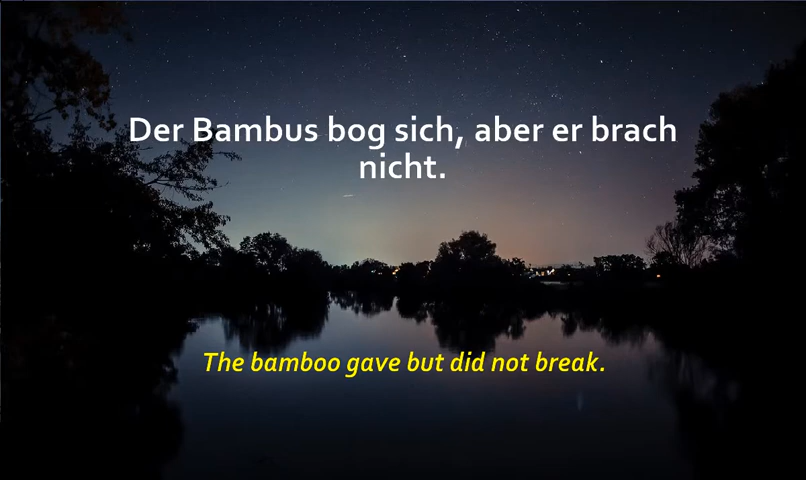 Der Bambus bog sich, aber er brach
nicht.
The bamboo gave but did not break.